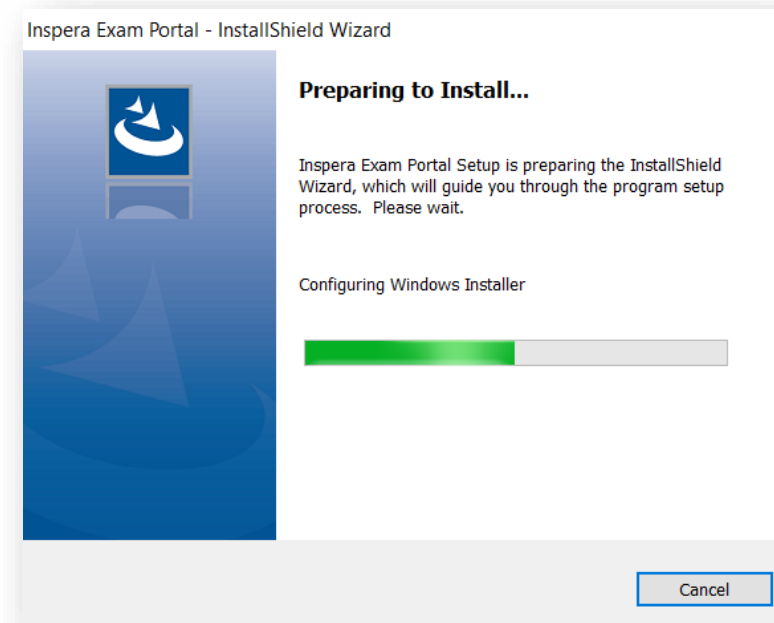 Inspera Exam Portal - InstallShield Wizard
Preparing to Install...
Inspera Exam Portal Setup is preparing the InstallShield
Wizard, which will guide you through the program setup
process.  Please wait.
Configuring Windows Installer
Cancel